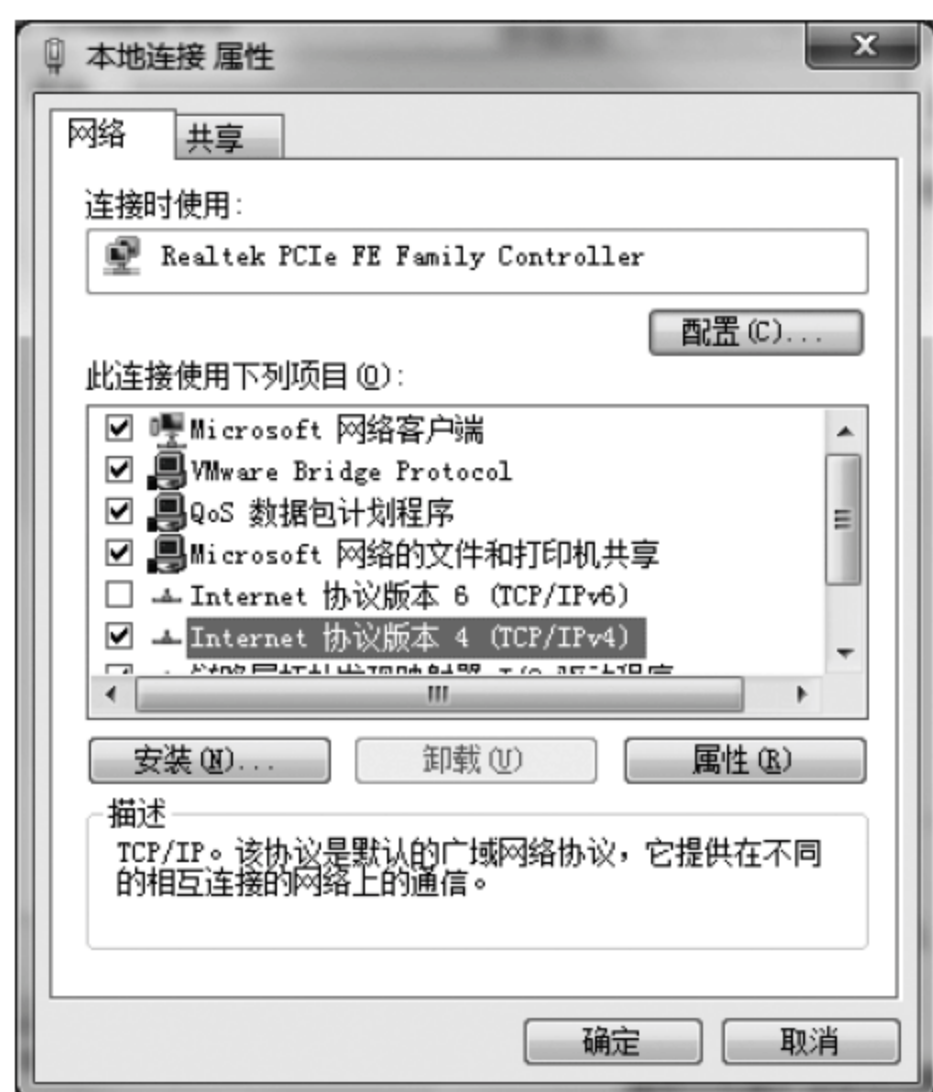 本地连接 属性
网络 共享
连接时使用:
Realtek PCIe FE Family Controller
配置(C)...
此连接使用下列项目(O):
Microsoft 网络客户端
VMware Bridge Protocol
QoS 数据包计划程序
Microsoft 网络的文件和打印机共享
Internet 协议版本 6 (TCP/IPv6)
Internet 协议版本 4 (TCP/IPv4)
安装(N)... 卸载(U) 属性(R)
描述
TCP/IP。该协议是默认的广域网络协议，它提供在不同
的相互连接的网络上的通信。
确定 取消